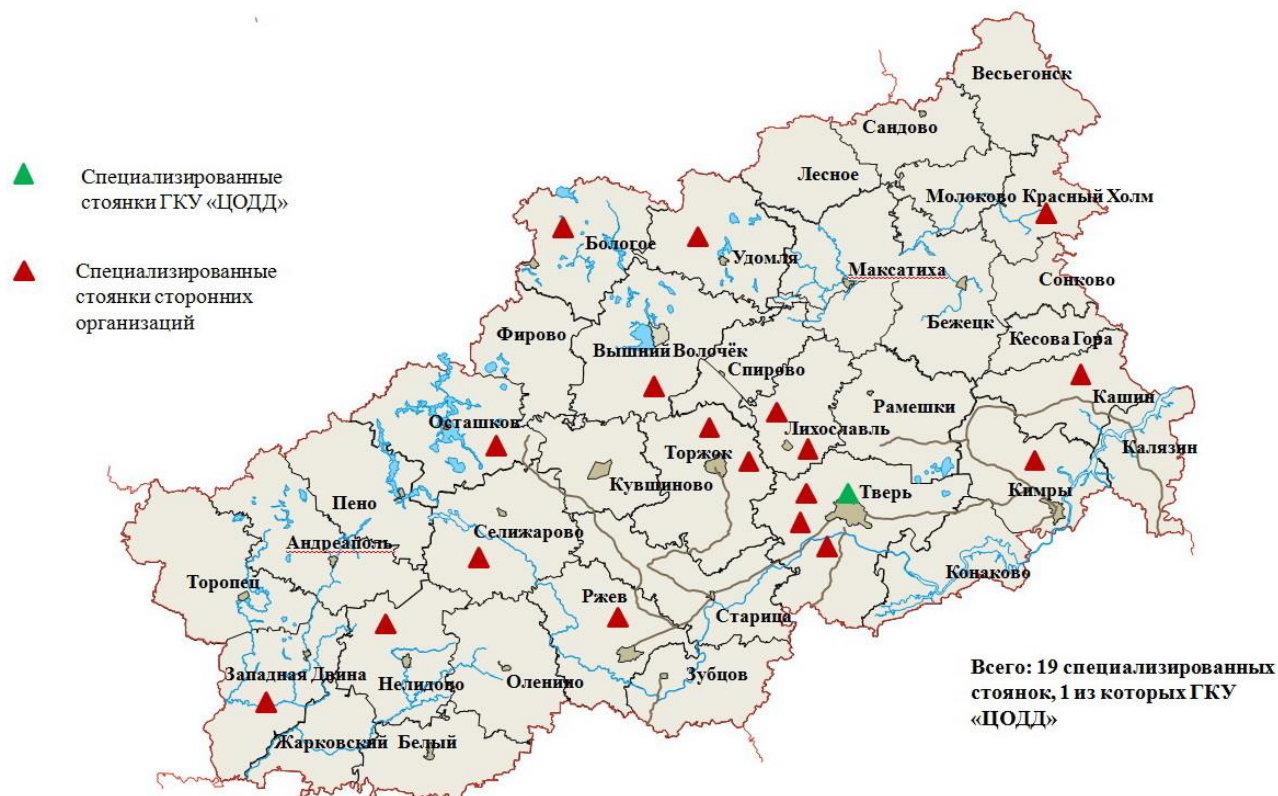 Весьегонск
Сандово
Лесное
Специализированные
стоянки ГКУ «ЦОДД»
Молоково
Красный Холм
Бологое
Удомля
Максатиха
Специализированные
стоянки сторонних
организаций
Сонково
Бежецк
Фирово
Кесова Гора
Вышний Волочёк
Спирово
Кашин
Рамешки
Осташков
Лихославль
Калязин
Торжок
Кувшиново
Кимры
Тверь
Пено
Селижарово
Андреаполь
Конаково
Торопец
Ржев
Старица
Западная Двина
Нелидово
Оленино
Зубцов
Всего: 19 специализированных
стоянок, 1 из которых ГКУ
«ЦОДД»
Жарковский
Белый